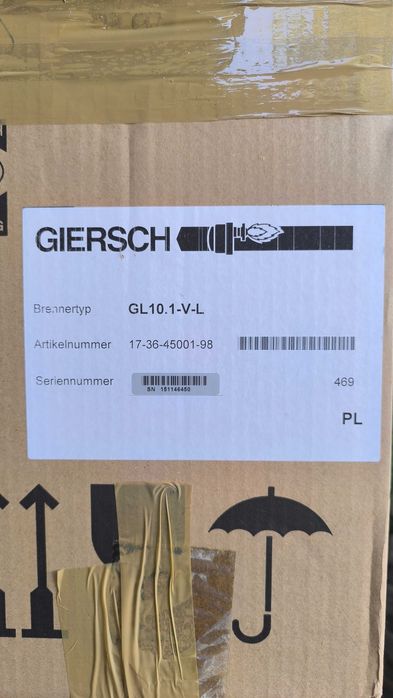 GIERSCH
Brennertyp GL10.1-V-L
Artikelnummer 17-36-45001-98
Seriennummer SN 151146450 469
PL